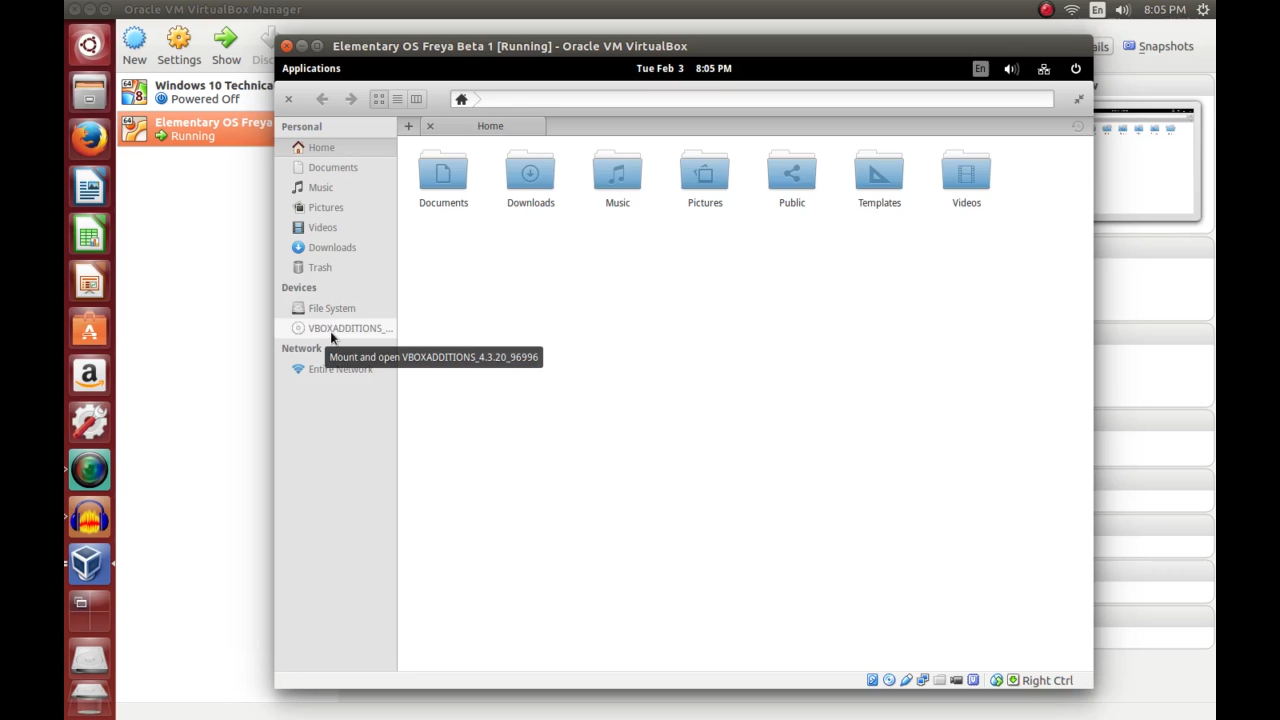 Oracle VM VirtualBox Manager
En
8:05 PM
New
Settings
Show
Snapshots
Windows 10 Technica
Powered Off
Elementary OS Freya
Running
Elementary OS Freya Beta 1 [Running] - Oracle VM VirtualBox
Applications
Tue Feb 3 8:05 PM
En
Personal
Home
Home
Documents
Music
Pictures
Videos
Downloads
Trash
Devices
File System
VBOXADDITIONS_...
Network
Mount and open VBOXADDITIONS_4.3.20_96996
Entire Network
Documents
Downloads
Music
Pictures
Public
Templates
Videos
Right Ctrl